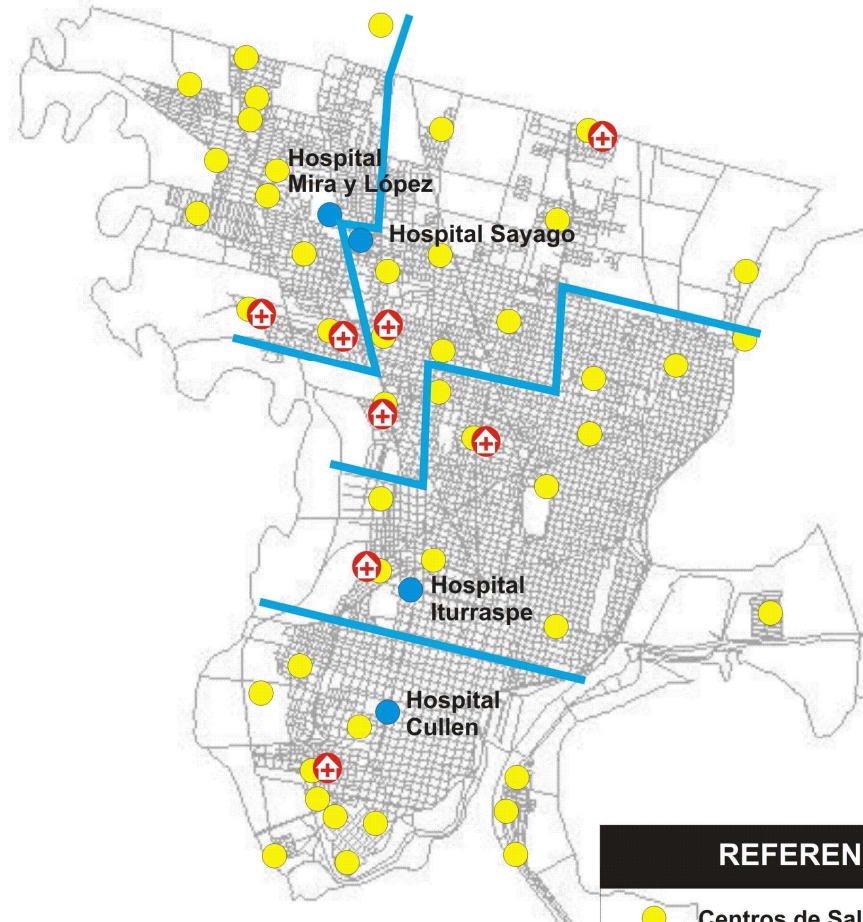 Hospital
Mira y López
Hospital Sayago
Hospital
Iturraspe
Hospital
Cullen
REFEREN
Centros de Sal